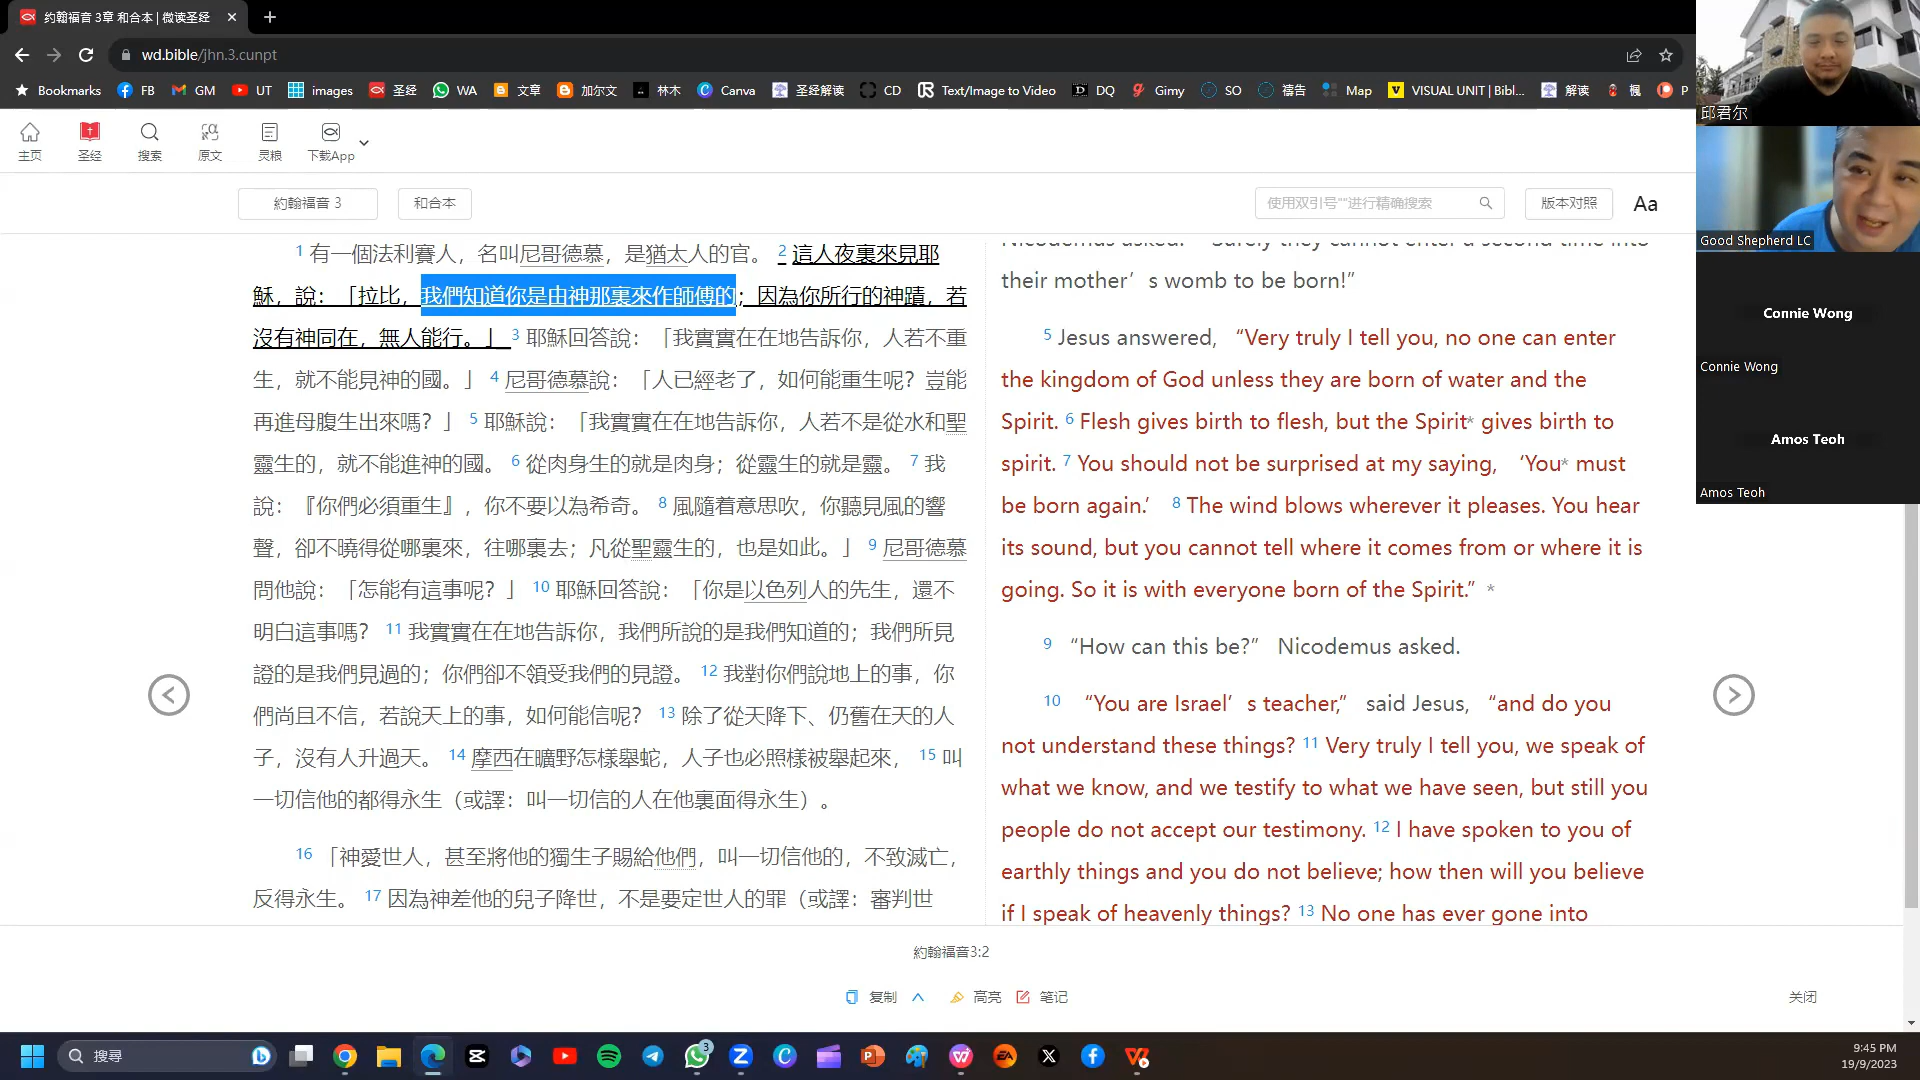 約翰福音 3章 和合本 | 微读圣经
wd.bible/jhn.3.cunpt
Bookmarks FB GM UT images 圣经 WA 文章 加尔文 林木 Canva 圣经解读 CD Text/Image to Video DQ Gimy SO 禱告 Map VISUAL UNIT | Bibl... 解读 P
主页 圣经 搜索 原文 灵粮 下载App
約翰福音 3 和合本 使用双引号""进行精确搜索 版本对照 Aa
1 有一個法利賽人，名叫尼哥德慕，是猶太人的官。 2 這人夜裏來見耶
穌，說：「拉比，我們知道你是由神那裏來作師傅的；因為你所行的神蹟，若
沒有神同在，無人能行。」 3 耶穌回答說：「我實實在在地告訴你，人若不重
生，就不能見神的國。」 4 尼哥德慕說：「人已經老了，如何能重生呢？豈能
再進母腹生出來嗎？」 5 耶穌說：「我實實在在地告訴你，人若不是從水和聖
靈生的，就不能進神的國。 6 從肉身生的就是肉身；從靈生的就是靈。 7 我
說：『你們必須重生』，你不要以為希奇。 8 風隨着意思吹，你聽見風的響
聲，卻不曉得從哪裏來，往哪裏去；凡從聖靈生的，也是如此。」 9 尼哥德慕
問他說：「怎能有這事呢？」 10 耶穌回答說：「你是以色列人的先生，還不
明白這事嗎？ 11 我實實在在地告訴你，我們所說的是我們知道的；我們所見
證的是我們見過的；你們卻不領受我們的見證。 12 我對你們說地上的事，你
們尚且不信，若說天上的事，如何能信呢？ 13 除了從天降下、仍舊在天的人
子，沒有人升過天。 14 摩西在曠野怎樣舉蛇，人子也必照樣被舉起來， 15 叫
一切信他的都得永生（或譯：叫一切信的人在他裏面得永生）。
16 「神愛世人，甚至將他的獨生子賜給他們，叫一切信他的，不致滅亡，
反得永生。 17 因為神差他的兒子降世，不是要定世人的罪（或譯：審判世
Nicodemus asked. “Surely they cannot enter a second time into
their mother’s womb to be born!”
5 Jesus answered, “Very truly I tell you, no one can enter
the kingdom of God unless they are born of water and the
Spirit. 6 Flesh gives birth to flesh, but the Spirit* gives birth to
spirit. 7 You should not be surprised at my saying, ‘You* must
be born again.’ 8 The wind blows wherever it pleases. You hear
its sound, but you cannot tell where it comes from or where it is
going. So it is with everyone born of the Spirit.” *
9 “How can this be?” Nicodemus asked.
10 “You are Israel’s teacher,” said Jesus, “and do you
not understand these things? 11 Very truly I tell you, we speak of
what we know, and we testify to what we have seen, but still you
people do not accept our testimony. 12 I have spoken to you of
earthly things and you do not believe; how then will you believe
if I speak of heavenly things? 13 No one has ever gone into
約翰福音3:2
复制 高亮 笔记 关闭
邱君尔
Good Shepherd LC
Connie Wong
Connie Wong
Amos Teoh
Amos Teoh
搜尋
3
9:45 PM
19/9/2023